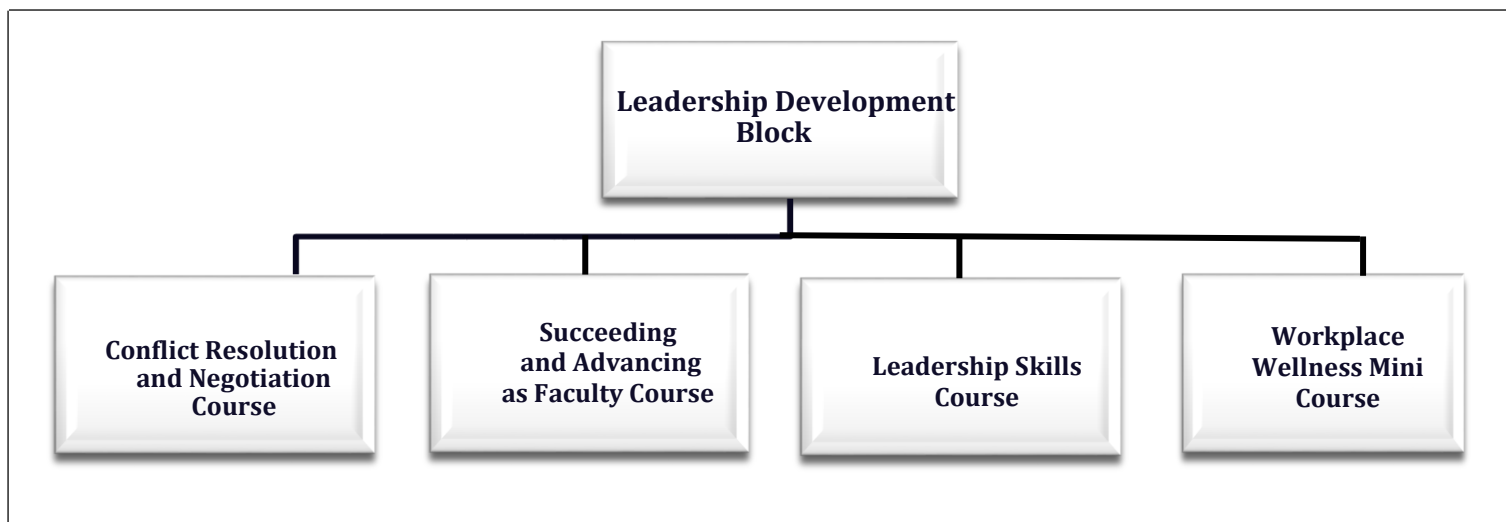 Leadership Development
Block
Conflict Resolution
and Negotiation
Course
Succeeding
and Advancing
as Faculty Course
Leadership Skills
Course
Workplace
Wellness Mini
Course